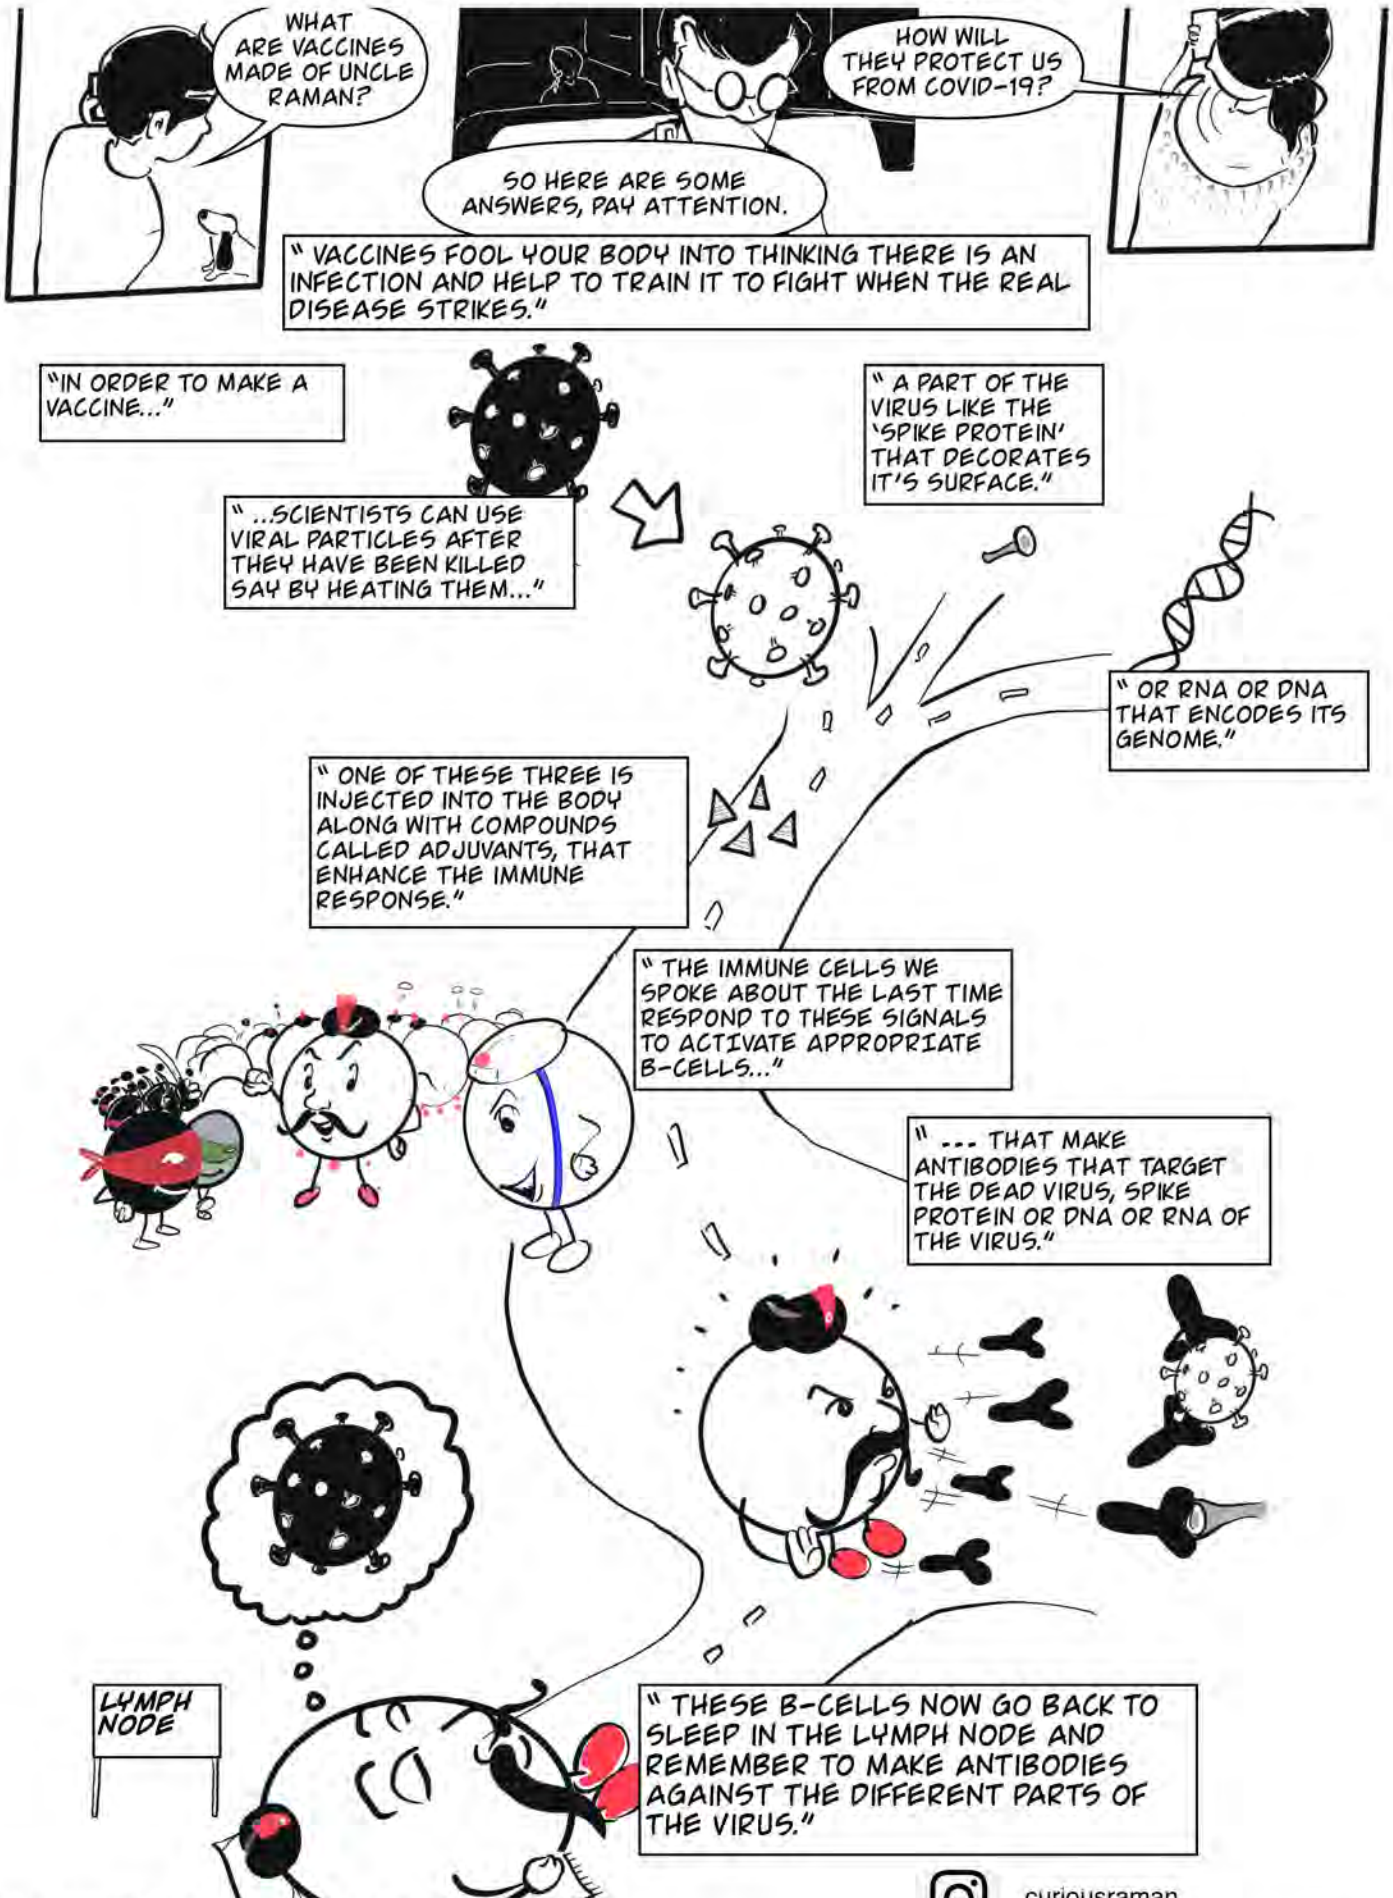 WHAT
ARE VACCINES
MADE OF UNCLE
RAMAN?
HOW WILL
THEY PROTECT US
FROM COVID-19?
SO HERE ARE SOME
ANSWERS, PAY ATTENTION.
" VACCINES FOOL YOUR BODY INTO THINKING THERE IS AN
INFECTION AND HELP TO TRAIN IT TO FIGHT WHEN THE REAL
DISEASE STRIKES."
"IN ORDER TO MAKE A
VACCINE..."
" ...SCIENTISTS CAN USE
VIRAL PARTICLES AFTER
THEY HAVE BEEN KILLED
SAY BY HEATING THEM..."
" A PART OF THE
VIRUS LIKE THE
'SPIKE PROTEIN'
THAT DECORATES
IT'S SURFACE."
" OR RNA OR DNA
THAT ENCODES ITS
GENOME."
" ONE OF THESE THREE IS
INJECTED INTO THE BODY
ALONG WITH COMPOUNDS
CALLED ADJUVANTS, THAT
ENHANCE THE IMMUNE
RESPONSE."
" THE IMMUNE CELLS WE
SPOKE ABOUT THE LAST TIME
RESPOND TO THESE SIGNALS
TO ACTIVATE APPROPRIATE
B-CELLS..."
" ... THAT MAKE
ANTIBODIES THAT TARGET
THE DEAD VIRUS, SPIKE
PROTEIN OR DNA OR RNA OF
THE VIRUS."
LYMPH
NODE
" THESE B-CELLS NOW GO BACK TO
SLEEP IN THE LYMPH NODE AND
REMEMBER TO MAKE ANTIBODIES
AGAINST THE DIFFERENT PARTS OF
THE VIRUS."
curiousraman